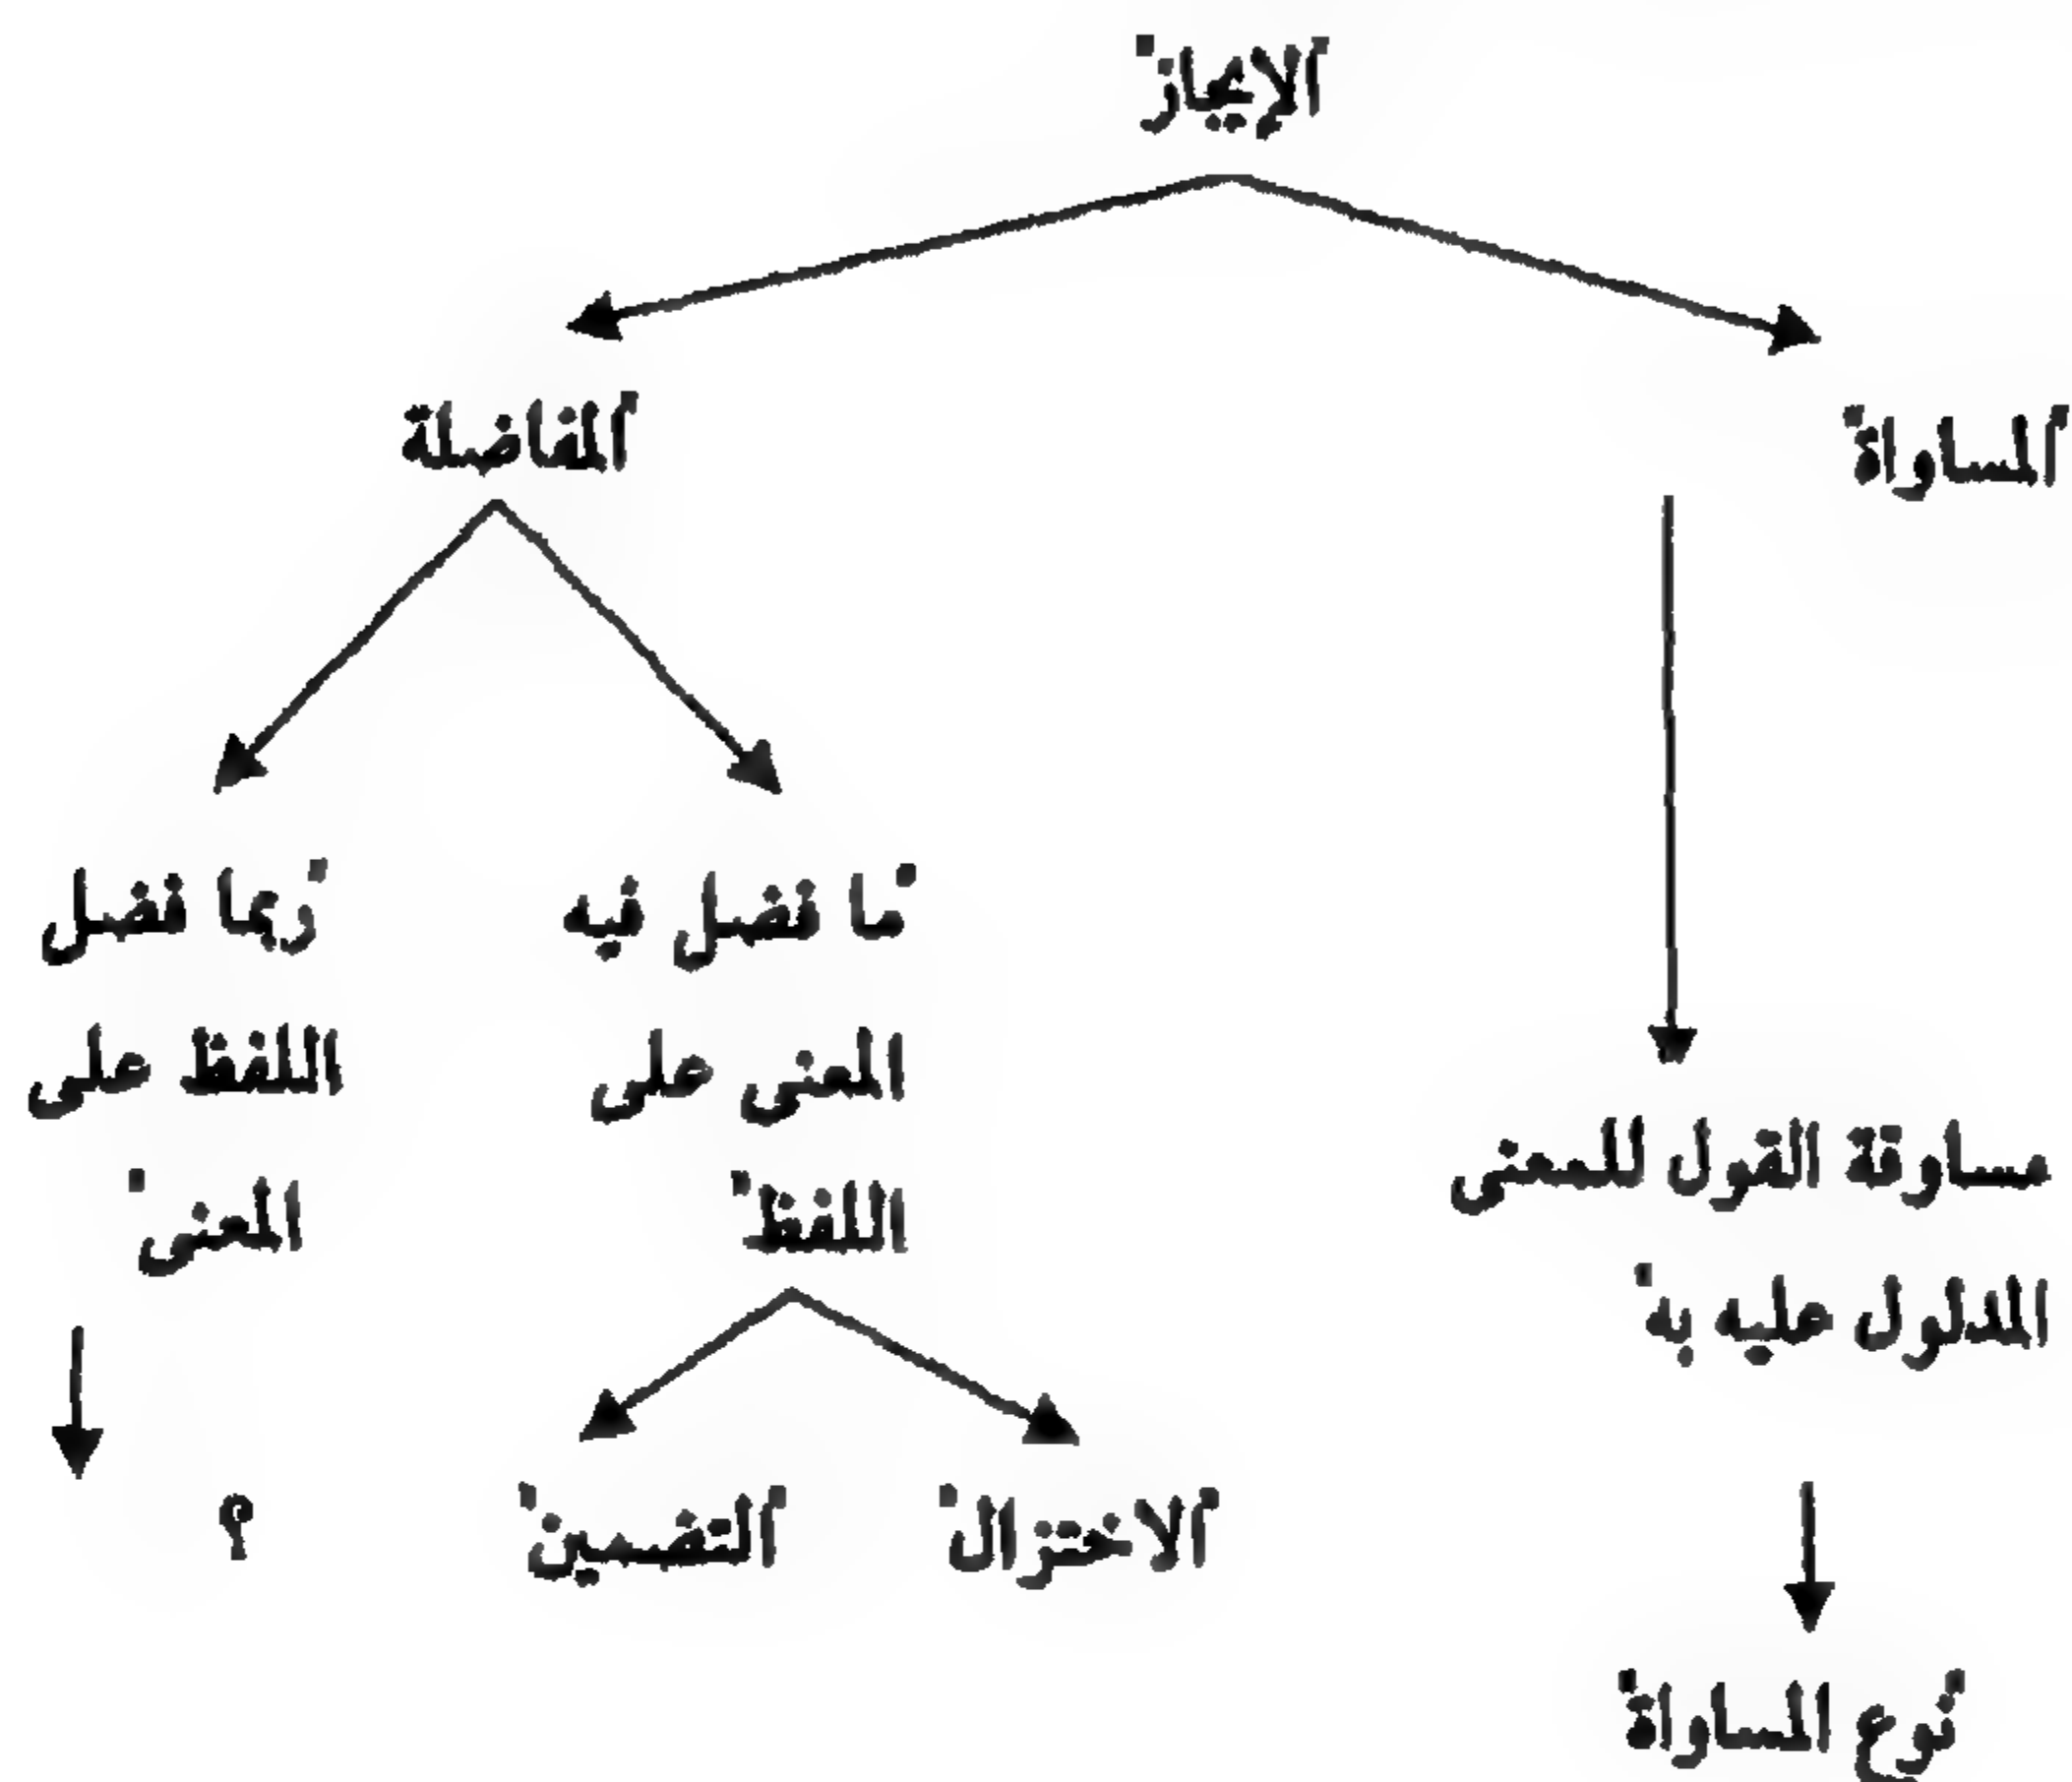 "الإيجاز"
"المساواة"
"المفاضلة
"ما فضل فيه
المعنى على
اللفظ"
"ربما فضل
اللفظ على
المعنى"
مساوقة القول للمعنى
المدلول عليه به"
"الاختزال"
"التضمين"
؟
"نوع المساواة"